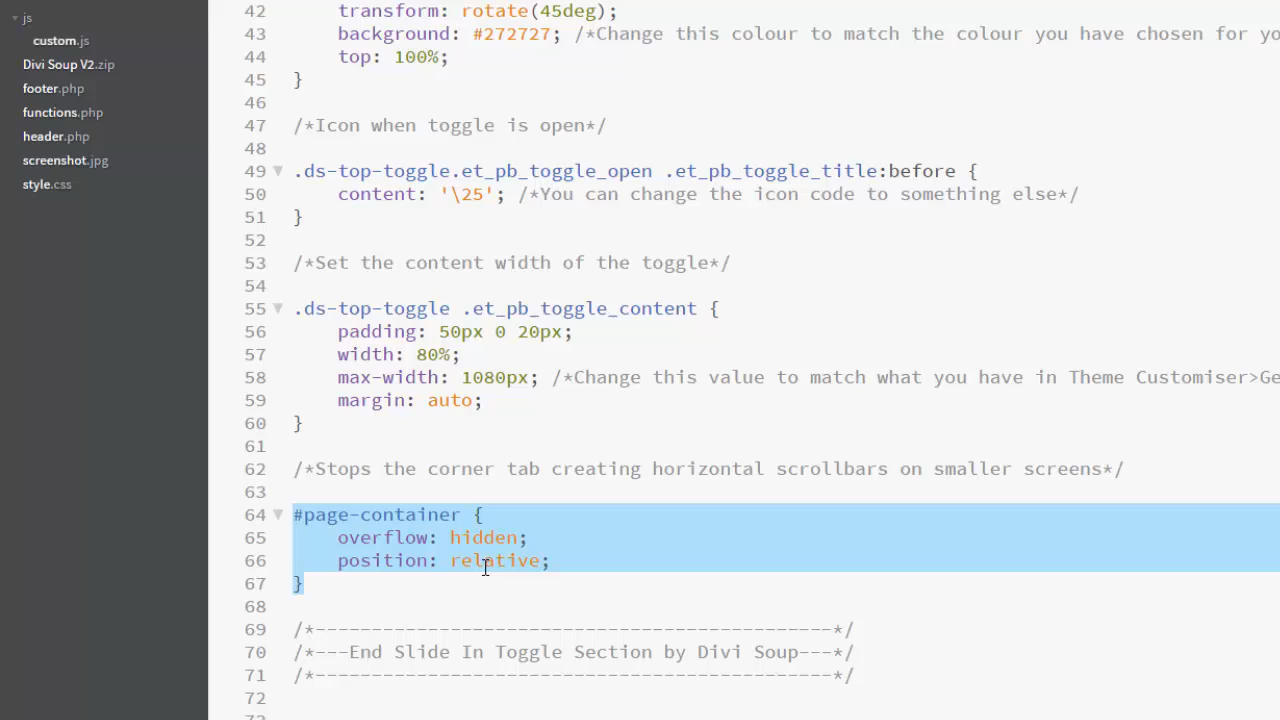 js
custom.js
Divi Soup V2.zip
footer.php
functions.php
header.php
screenshot.jpg
style.css
42 transform: rotate(45deg);
43 background: #272727; /*Change this colour to match the colour you have chosen for yo
44 top: 100%;
45 }
46
47 /*Icon when toggle is open*/
48
49 .ds-top-toggle.et_pb_toggle_open .et_pb_toggle_title:before {
50 content: '\25'; /*You can change the icon code to something else*/
51 }
52
53 /*Set the content width of the toggle*/
54
55 .ds-top-toggle .et_pb_toggle_content {
56 padding: 50px 0 20px;
57 width: 80%;
58 max-width: 1080px; /*Change this value to match what you have in Theme Customiser>Ge
59 margin: auto;
60 }
61
62 /*Stops the corner tab creating horizontal scrollbars on smaller screens*/
63
64 #page-container {
65 overflow: hidden;
66 position: relative;
67 }
68
69 /*----------------------------------------------*/
70 /*---End Slide In Toggle Section by Divi Soup---*/
71 /*----------------------------------------------*/
72